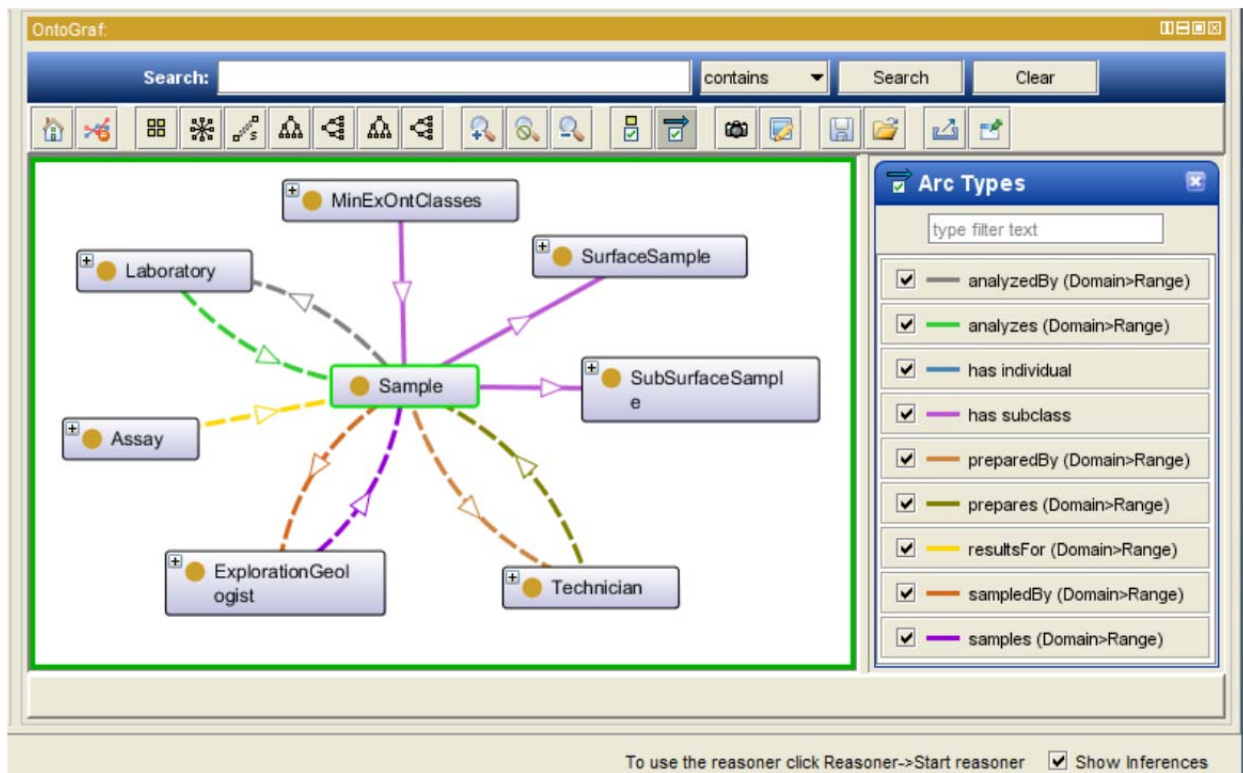 OntoGraf:
Search:
contains
Search
Clear
MinExOntClasses
SurfaceSample
Laboratory
Sample
SubSurfaceSampl
e
Assay
ExplorationGeol
ogist
Technician
Arc Types
type filter text
analyzedBy (Domain>Range)
analyzes (Domain>Range)
has individual
has subclass
preparedBy (Domain>Range)
prepares (Domain>Range)
resultsFor (Domain>Range)
sampledBy (Domain>Range)
samples (Domain>Range)
To use the reasoner click Reasoner->Start reasoner
Show Inferences